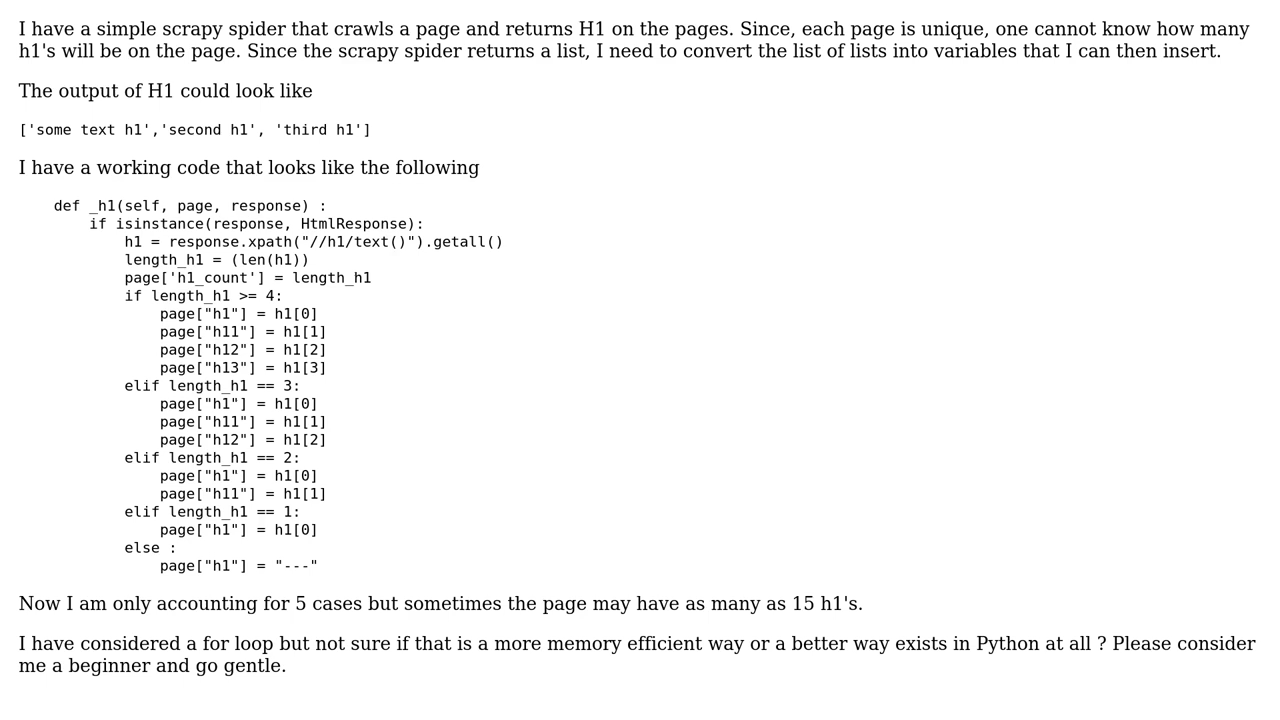 I have a simple scrapy spider that crawls a page and returns H1 on the pages. Since, each page is unique, one cannot know how many
h1's will be on the page. Since the scrapy spider returns a list, I need to convert the list of lists into variables that I can then insert.
The output of H1 could look like
['some text h1','second h1', 'third h1']
I have a working code that looks like the following
    def _h1(self, page, response) :
        if isinstance(response, HtmlResponse):
            h1 = response.xpath("//h1/text()").getall()
            length_h1 = (len(h1))
            page['h1_count'] = length_h1
            if length_h1 >= 4:
                page["h1"] = h1[0]
                page["h11"] = h1[1]
                page["h12"] = h1[2]
                page["h13"] = h1[3]
            elif length_h1 == 3:
                page["h1"] = h1[0]
                page["h11"] = h1[1]
                page["h12"] = h1[2]
            elif length_h1 == 2:
                page["h1"] = h1[0]
                page["h11"] = h1[1]
            elif length_h1 == 1:
                page["h1"] = h1[0]
            else :
                page["h1"] = "---"
Now I am only accounting for 5 cases but sometimes the page may have as many as 15 h1's.
I have considered a for loop but not sure if that is a more memory efficient way or a better way exists in Python at all ? Please consider
me a beginner and go gentle.